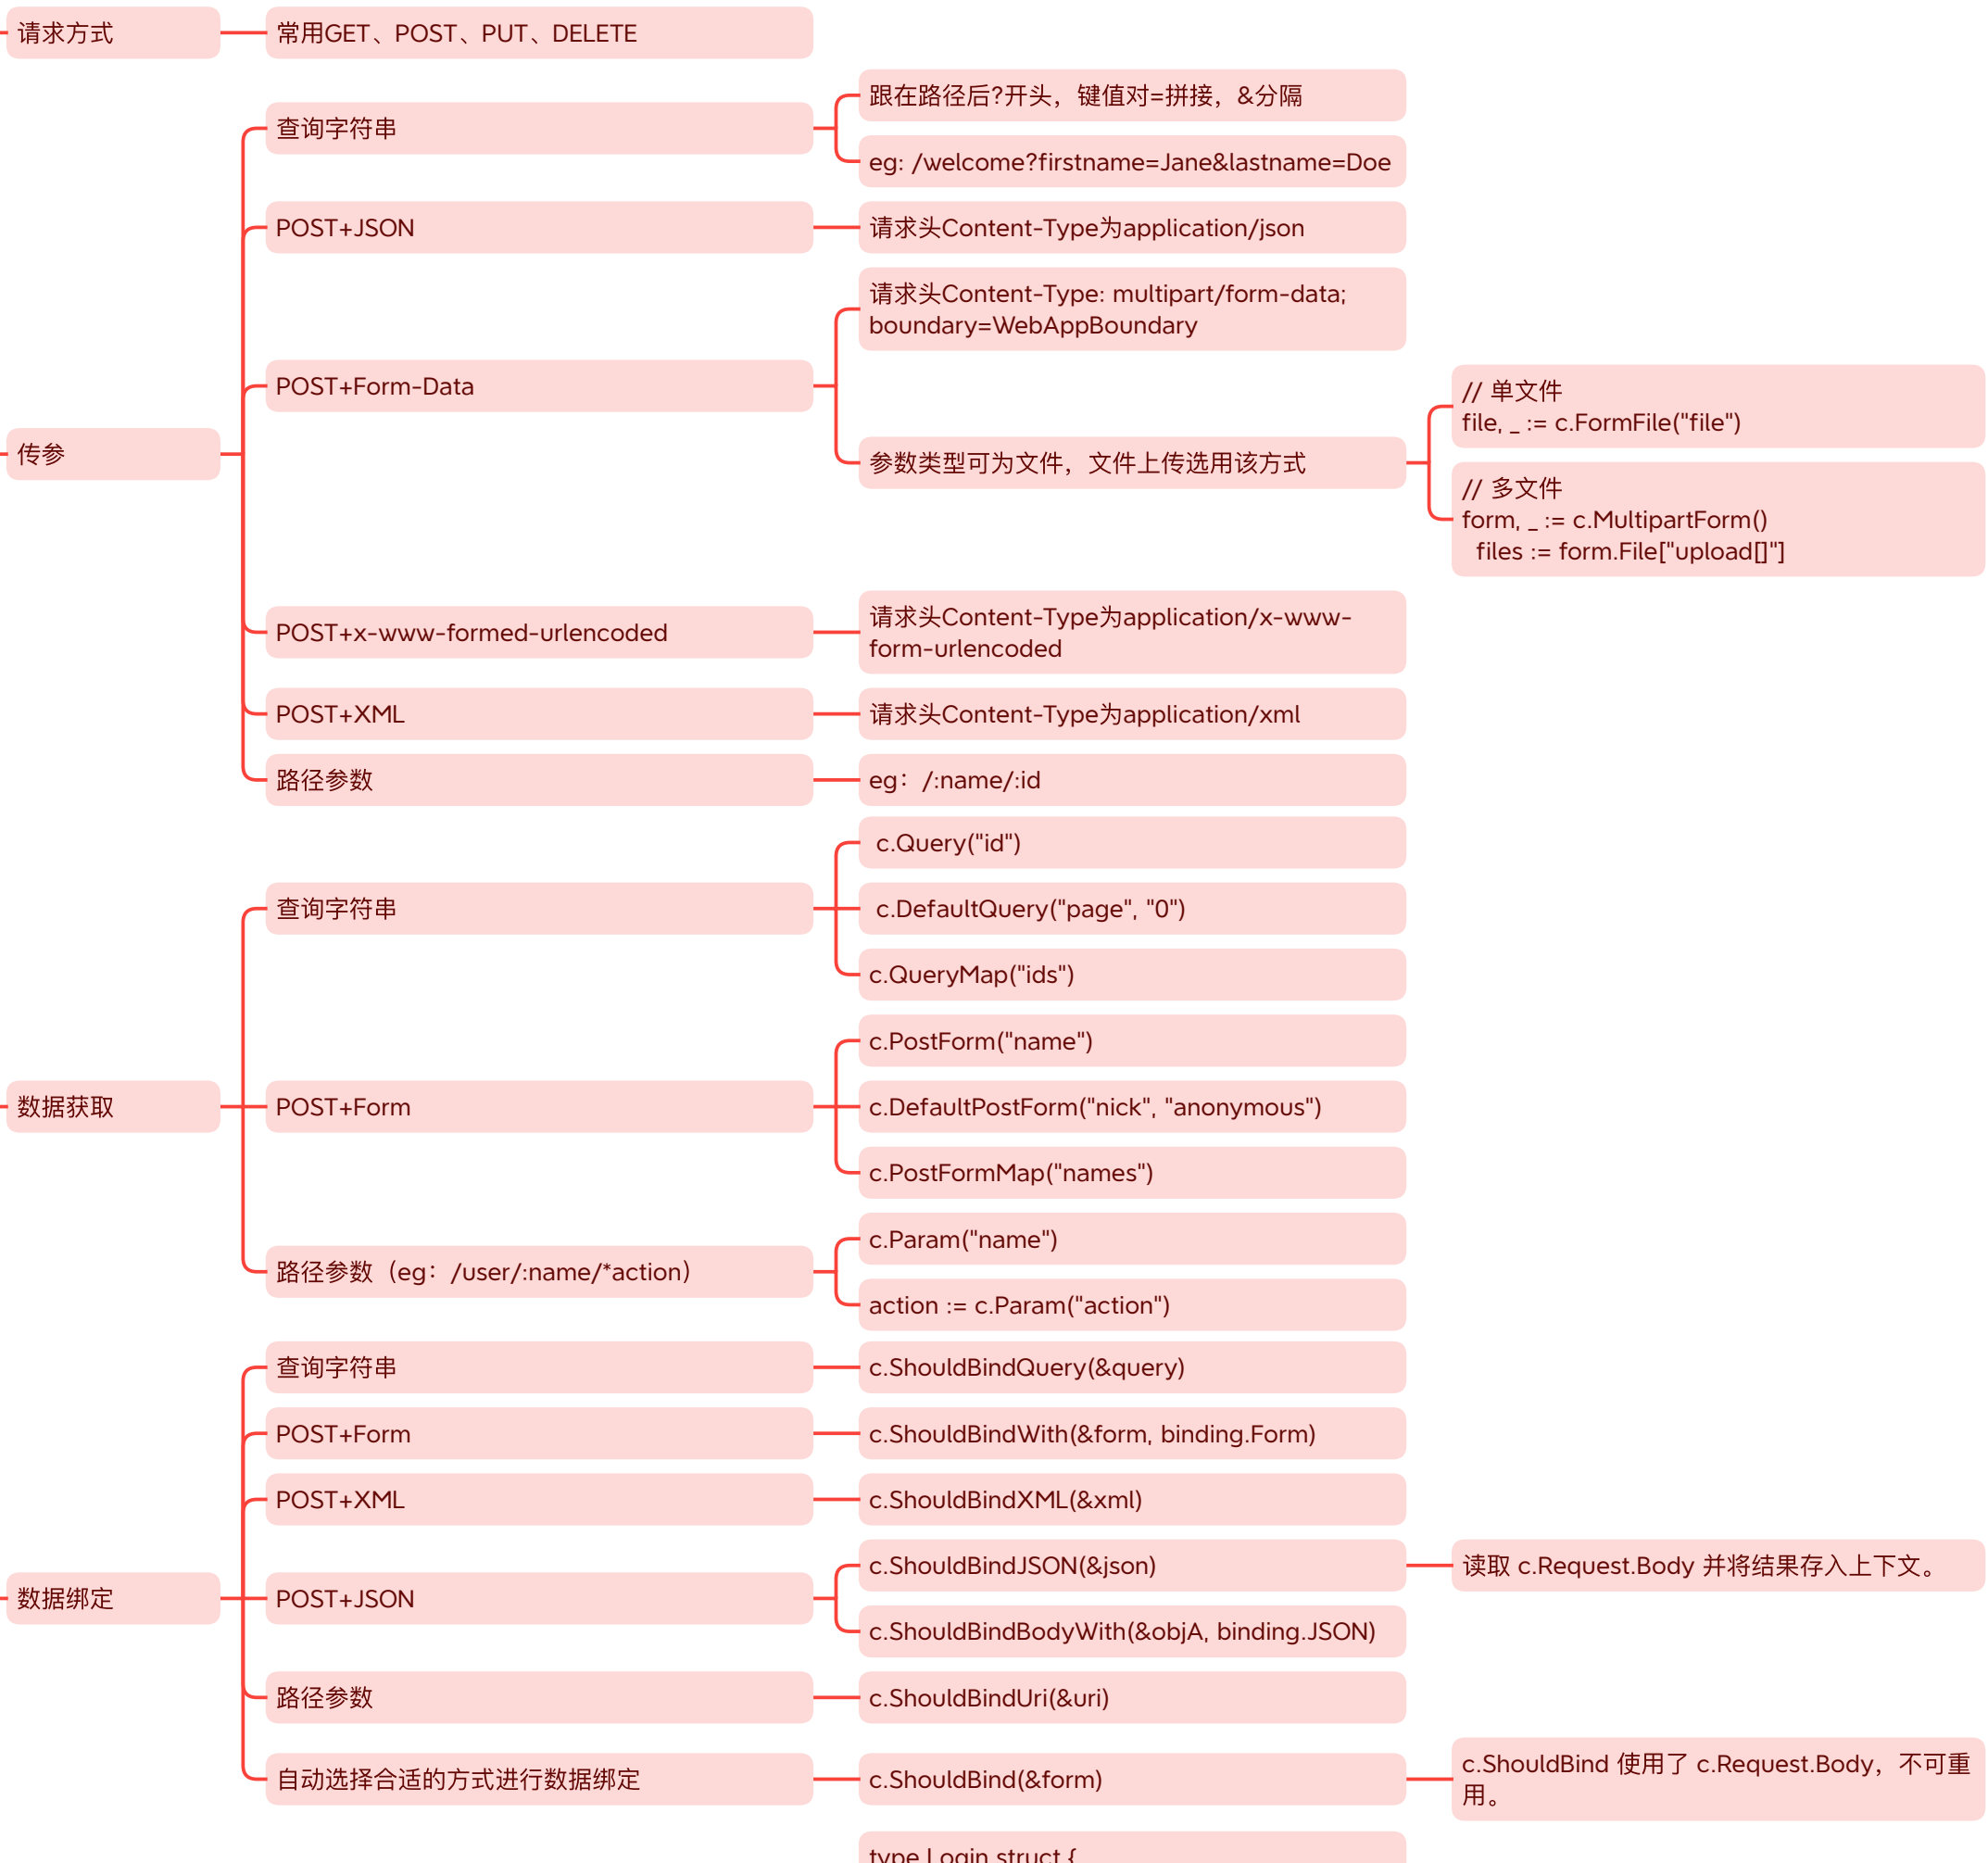 请求方式
常用GET、POST、PUT、DELETE
传参
查询字符串
跟在路径后?开头，键值对=拼接，&分隔
eg: /welcome?firstname=Jane&lastname=Doe
POST+JSON
请求头Content-Type为application/json
POST+Form-Data
请求头Content-Type: multipart/form-data;
boundary=WebAppBoundary
参数类型可为文件，文件上传选用该方式
// 单文件
file, _ := c.FormFile("file")
// 多文件
form, _ := c.MultipartForm()
files := form.File["upload[]"]
POST+x-www-formed-urlencoded
请求头Content-Type为application/x-www-
form-urlencoded
POST+XML
请求头Content-Type为application/xml
路径参数
eg：/:name/:id
数据获取
查询字符串
c.Query("id")
c.DefaultQuery("page", "0")
c.QueryMap("ids")
POST+Form
c.PostForm("name")
c.DefaultPostForm("nick", "anonymous")
c.PostFormMap("names")
路径参数（eg：/user/:name/*action）
c.Param("name")
action := c.Param("action")
数据绑定
查询字符串
c.ShouldBindQuery(&query)
POST+Form
c.ShouldBindWith(&form, binding.Form)
POST+XML
c.ShouldBindXML(&xml)
POST+JSON
c.ShouldBindJSON(&json)
读取 c.Request.Body 并将结果存入上下文。
c.ShouldBindBodyWith(&objA, binding.JSON)
路径参数
c.ShouldBindUri(&uri)
自动选择合适的方式进行数据绑定
c.ShouldBind(&form)
c.ShouldBind 使用了 c.Request.Body，不可重
用。
type Login struct {